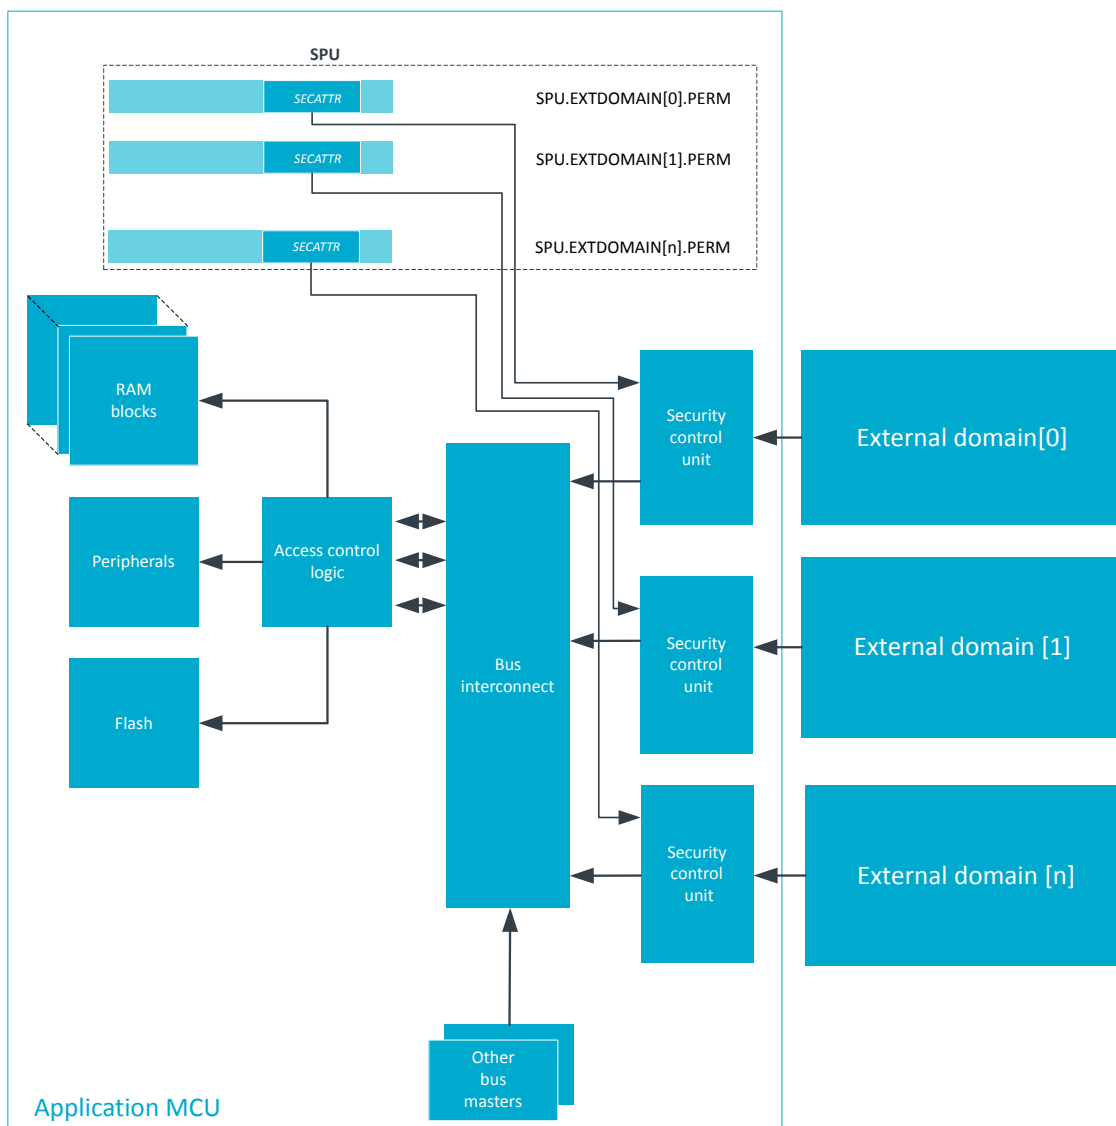 SPU
SECATTR
SPU.EXTDOMAIN[0].PERM
SECATTR
SPU.EXTDOMAIN[1].PERM
SECATTR
SPU.EXTDOMAIN[n].PERM
RAM
blocks
Security
control
unit
External domain[0]
Peripherals
Access control
logic
Bus
interconnect
Security
control
unit
External domain [1]
Flash
Security
control
unit
External domain [n]
Other
bus
masters
Application MCU